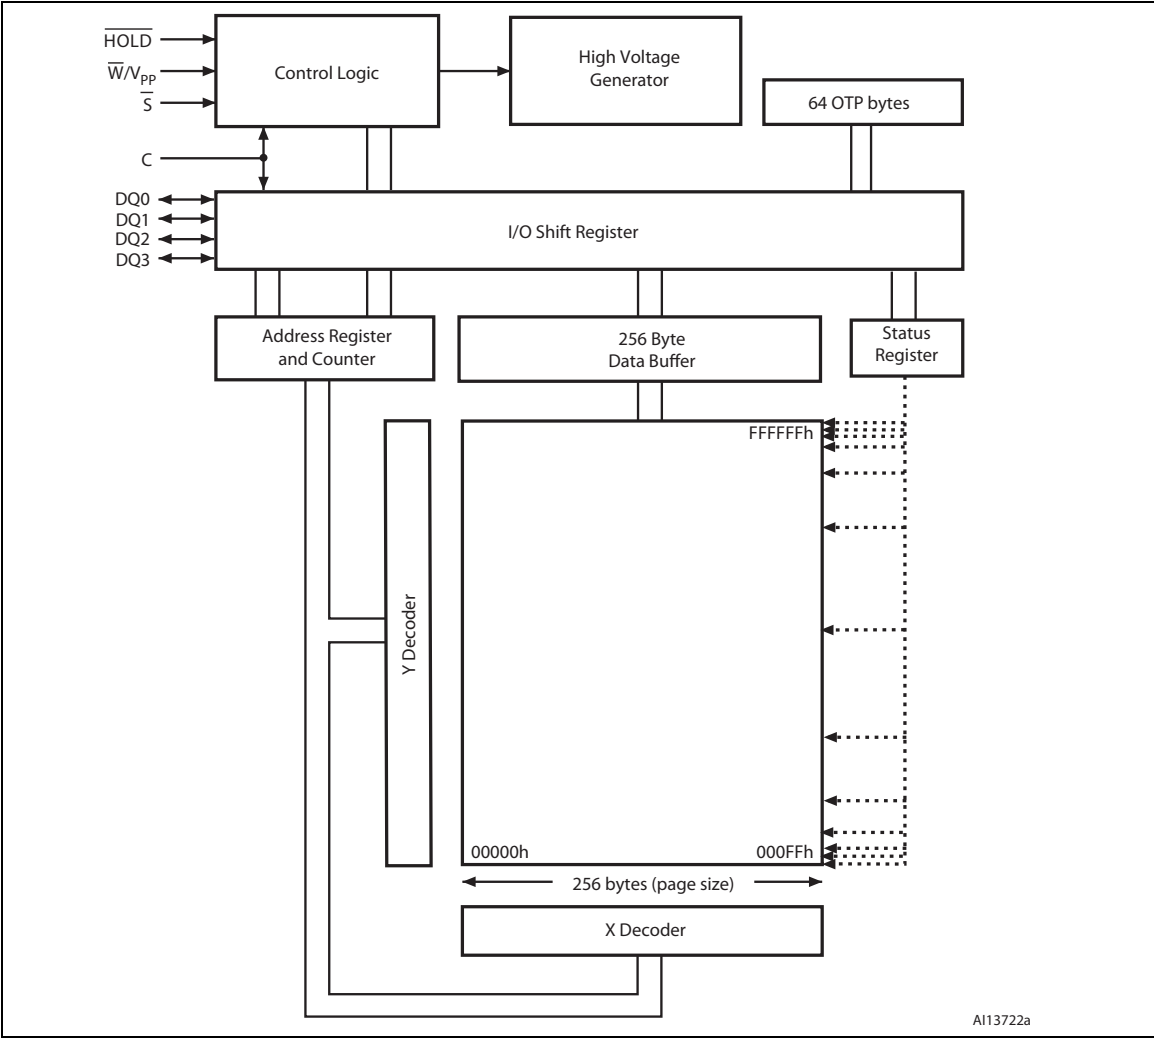 HOLD
Control Logic
High Voltage
Generator
W/VPP
S
64 OTP bytes
C
DQ0
DQ1
DQ2
DQ3
I/O Shift Register
Address Register
and Counter
256 Byte
Data Buffer
Status
Register
FFFFFFh
Y Decoder
00000h
000FFh
256 bytes (page size)
X Decoder
AI13722a